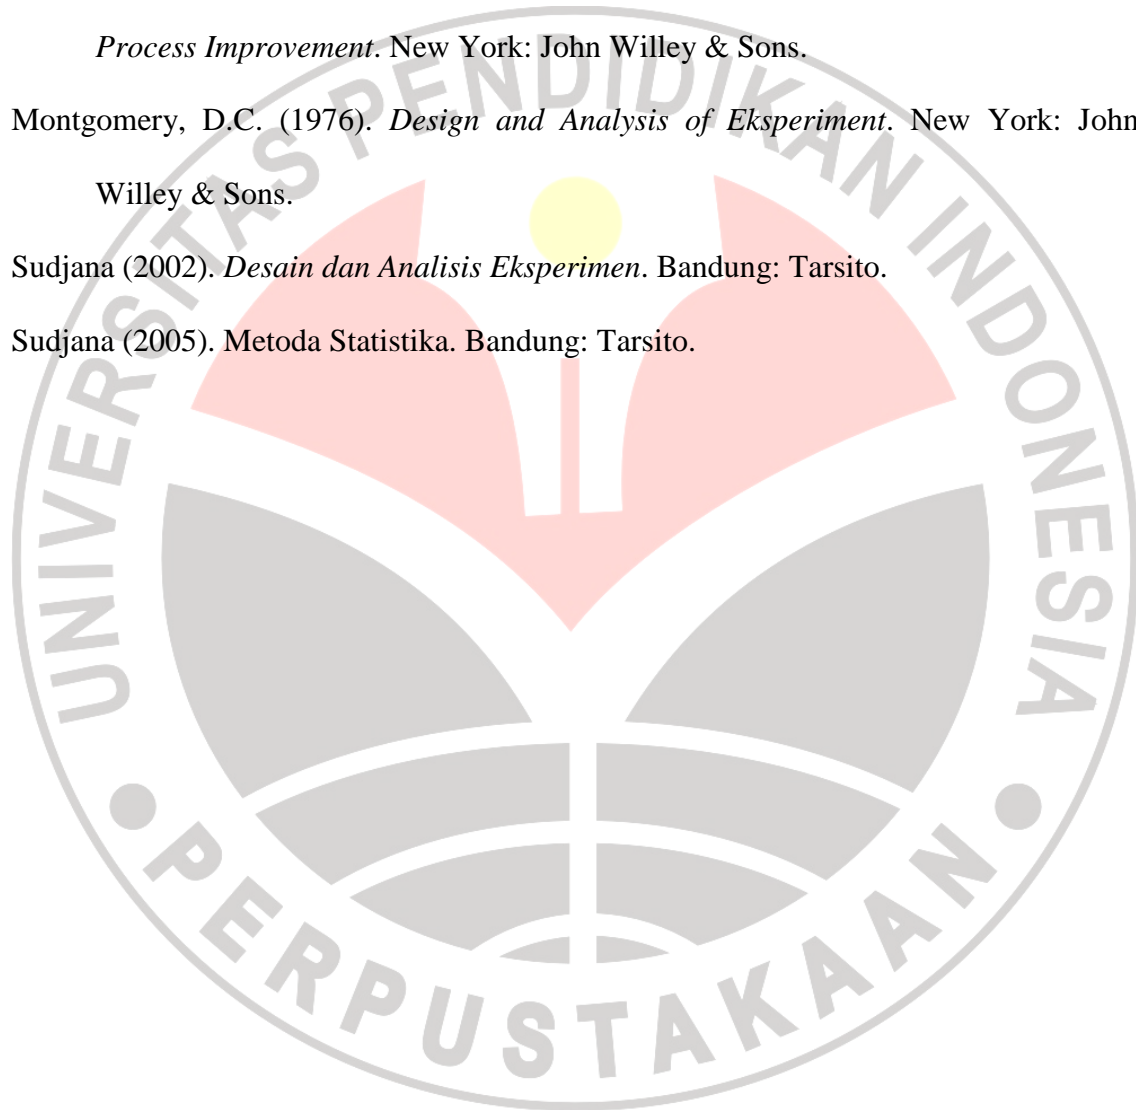 Process Improvement. New York: John Willey & Sons.
Montgomery, D.C. (1976). Design and Analysis of Eksperiment. New York: John
Willey & Sons.
Sudjana (2002). Desain dan Analisis Eksperimen. Bandung: Tarsito.
Sudjana (2005). Metoda Statistika. Bandung: Tarsito.
UNIVERSITAS PENDIDIKAN INDONESIA
PERPUSTAKAAN